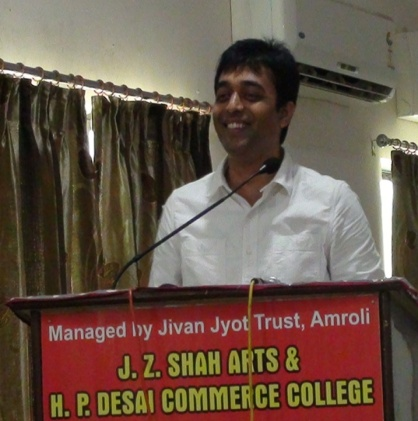 Managed by Jivan Jyot Trust, Amroli
J. Z. SHAH ARTS &
H. P. DESAI COMMERCE COLLEGE